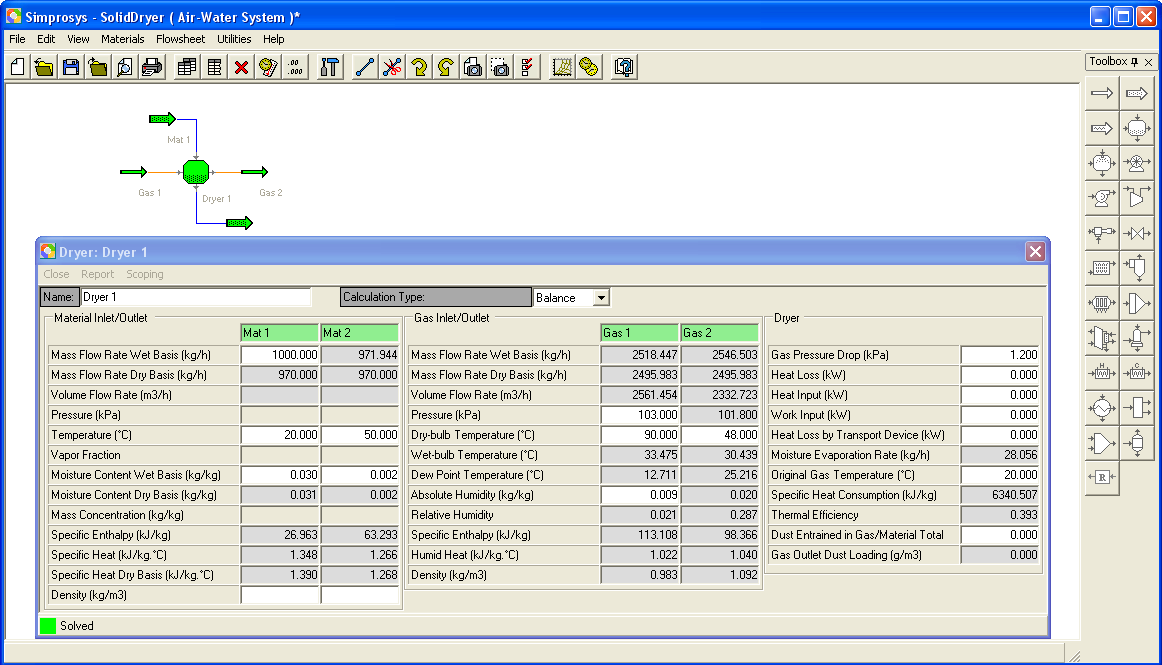 Simprosys - SolidDryer ( Air-Water System )*
File Edit View Materials Flowsheet Utilities Help
.00
.000
Toolbox
Mat 1
Gas 1
Dryer 1
Gas 2
Dryer: Dryer 1
Close Report Scoping
Name: Dryer 1 Calculation Type: Balance
Material Inlet/Outlet
Mat 1 Mat 2
Mass Flow Rate Wet Basis (kg/h) 1000.000 971.944
Mass Flow Rate Dry Basis (kg/h) 970.000 970.000
Volume Flow Rate (m3/h)
Pressure (kPa)
Temperature (°C) 20.000 50.000
Vapor Fraction
Moisture Content Wet Basis (kg/kg) 0.030 0.002
Moisture Content Dry Basis (kg/kg) 0.031 0.002
Mass Concentration (kg/kg)
Specific Enthalpy (kJ/kg) 26.963 63.293
Specific Heat (kJ/kg.°C) 1.348 1.266
Specific Heat Dry Basis (kJ/kg.°C) 1.390 1.268
Density (kg/m3)
Gas Inlet/Outlet
Gas 1 Gas 2
Mass Flow Rate Wet Basis (kg/h) 2518.447 2546.503
Mass Flow Rate Dry Basis (kg/h) 2495.983 2495.983
Volume Flow Rate (m3/h) 2561.454 2332.723
Pressure (kPa) 103.000 101.800
Dry-bulb Temperature (°C) 90.000 48.000
Wet-bulb Temperature (°C) 33.475 30.439
Dew Point Temperature (°C) 12.711 25.216
Absolute Humidity (kg/kg) 0.009 0.020
Relative Humidity 0.021 0.287
Specific Enthalpy (kJ/kg) 113.108 98.366
Humid Heat (kJ/kg.°C) 1.022 1.040
Density (kg/m3) 0.983 1.092
Dryer
Gas Pressure Drop (kPa) 1.200
Heat Loss (kW) 0.000
Heat Input (kW) 0.000
Work Input (kW) 0.000
Heat Loss by Transport Device (kW) 0.000
Moisture Evaporation Rate (kg/h) 28.056
Original Gas Temperature (°C) 20.000
Specific Heat Consumption (kJ/kg) 6340.507
Thermal Efficiency 0.393
Dust Entrained in Gas/Material Total 0.000
Gas Outlet Dust Loading (g/m3) 0.000
Solved
H
C
R